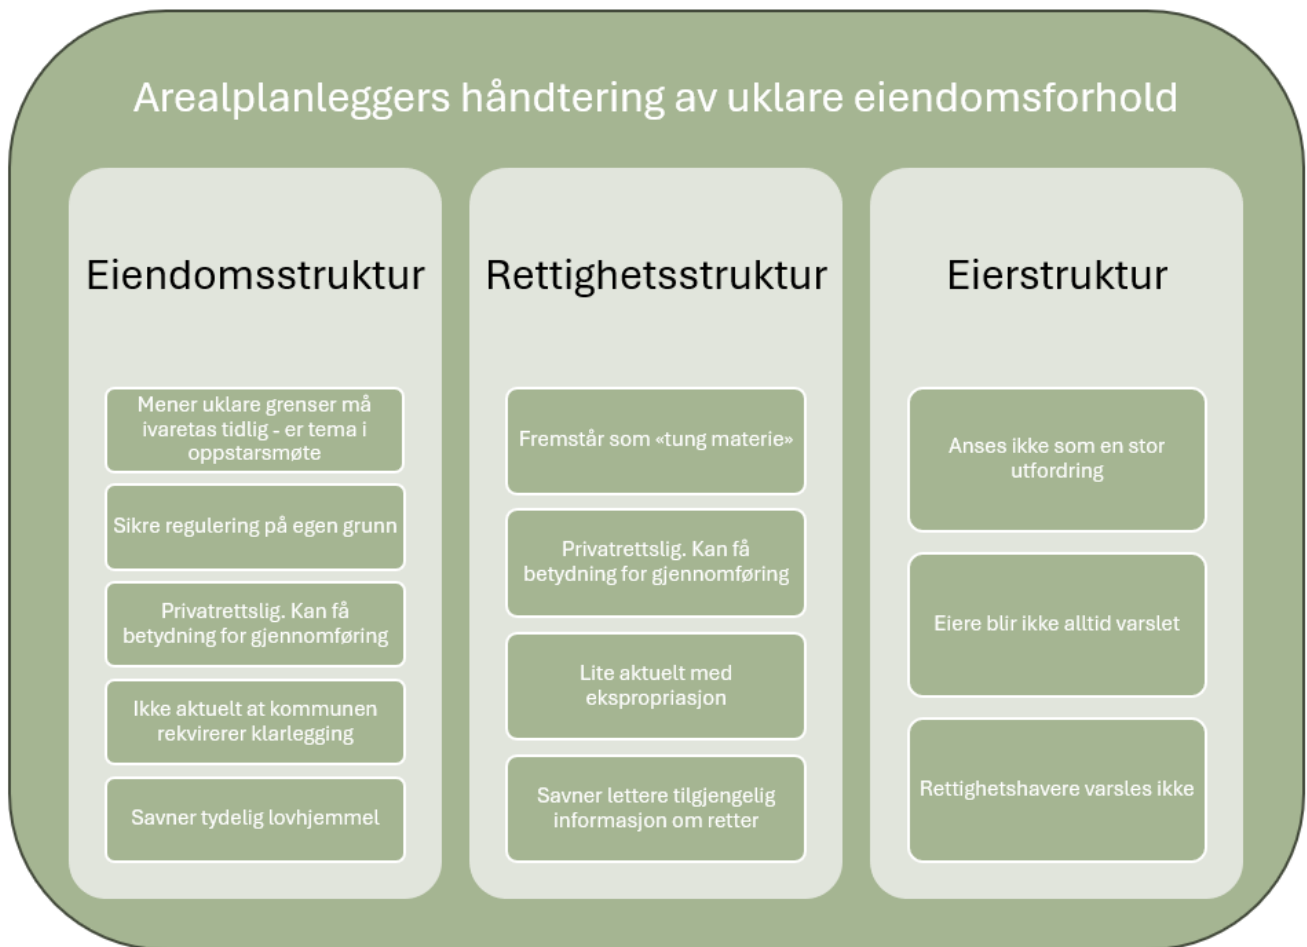 Arealplanleggers håndtering av uklare eiendomsforhold
Eiendomsstruktur
Mener uklare grenser må
ivaretas tidlig - er tema i
oppstarsmøte
Sikre regulering på egen grunn
Privatrettslig. Kan få
betydning for gjennomføring
Ikke aktuelt at kommunen
rekvirerer klarlegging
Savner tydelig lovhjemmel
Rettighetsstruktur
Fremstår som «tung materie»
Privatrettslig. Kan få
betydning for gjennomføring
Lite aktuelt med
ekspropriasjon
Savner lettere tilgjengelig
informasjon om retter
Eierstruktur
Anses ikke som en stor
utfordring
Eiere blir ikke alltid varslet
Rettighetshavere varsles ikke